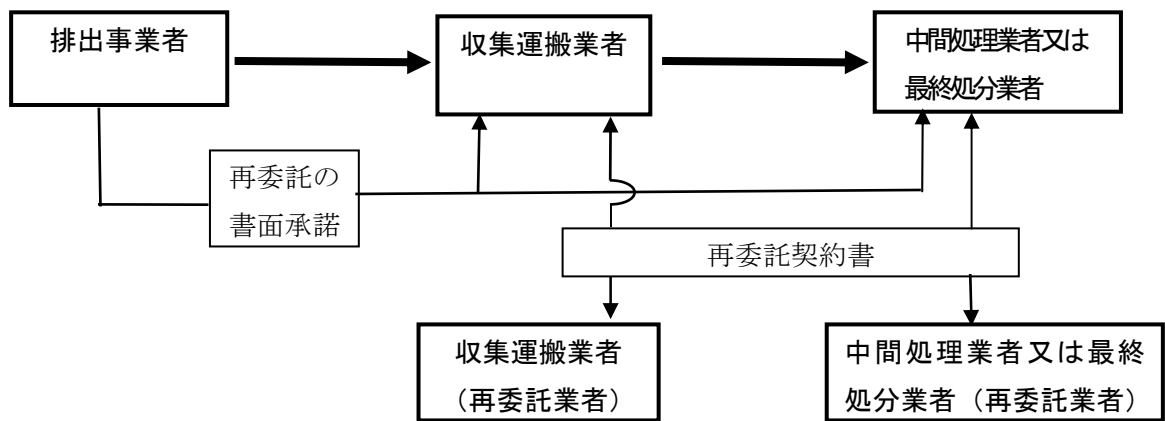 排出事業者
収集運搬業者
中間処理業者又は
最終処分業者
再委託の
書面承諾
再委託契約書
収集運搬業者
（再委託業者）
中間処理業者又は最終
処分業者（再委託業者）